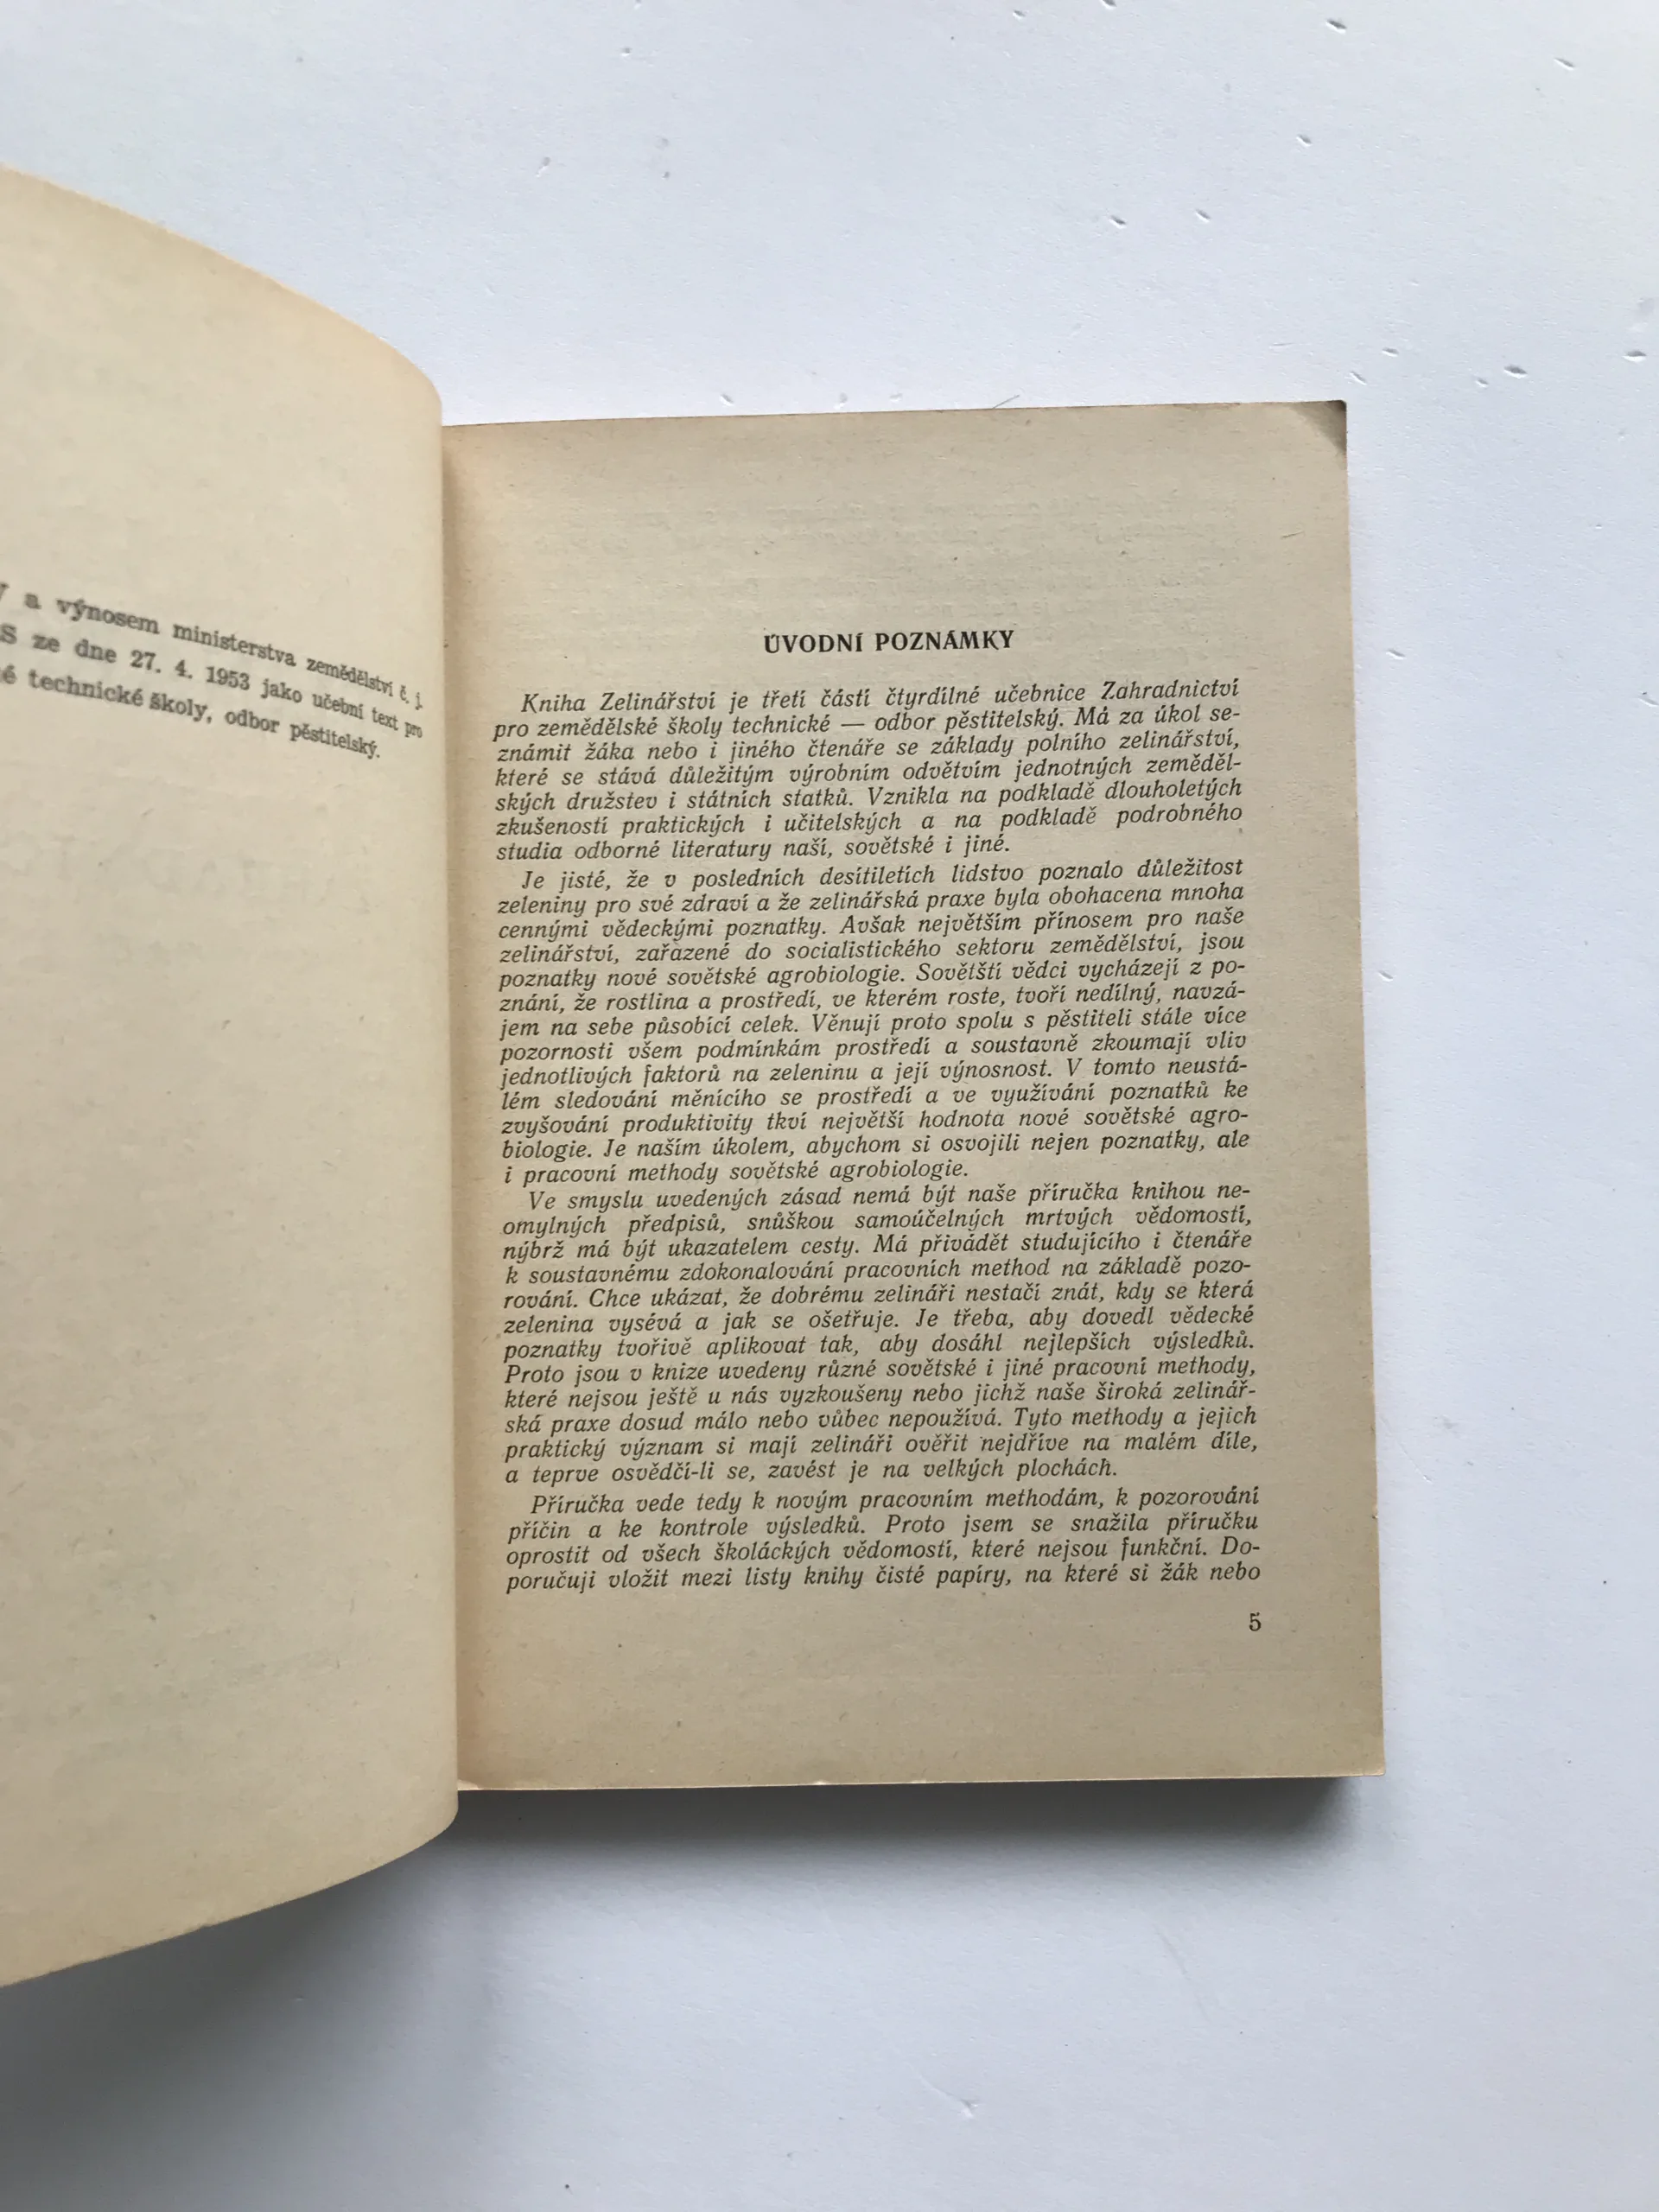 a výnosem ministerstva zemědělství č. j.
ze dne 27. 4. 1953 jako učební text pro
technické školy, odbor pěstitelský.
ÚVODNÍ POZNÁMKY
Kniha Zelinářství je třetí částí čtyrdílné učebnice Zahradnictví
pro zemědělské školy technické — odbor pěstitelský. Má za úkol se-
známit žáka nebo i jiného čtenáře se základy polního zelinářství,
které se stává důležitým výrobním odvětvím jednotných zeměděl-
ských družstev i státních statků. Vznikla na podkladě dlouholetých
zkušeností praktických i učitelských a na podkladě podrobného
studia odborné literatury naší, sovětské i jiné.
Je jisté, že v posledních desítiletích lidstvo poznalo důležitost
zeleniny pro své zdraví a že zelinářská praxe byla obohacena mnoha
cennými vědeckými poznatky. Avšak největším přínosem pro naše
zelinářství, zařazené do socialistického sektoru zemědělství, jsou
poznatky nové sovětské agrobiologie. Sovětští vědci vycházejí z po-
znání, že rostlina a prostředí, ve kterém roste, tvoří nedílný, navzá-
jem na sebe působící celek. Věnují proto spolu s pěstiteli stále více
pozornosti všem podmínkám prostředí a soustavně zkoumají vliv
jednotlivých faktorů na zeleninu a její výnosnost. V tomto neustá-
lém sledování měnícího se prostředí a ve využívání poznatků ke
zvyšování produktivity tkví největší hodnota nové sovětské agro-
biologie. Je naším úkolem, abychom si osvojili nejen poznatky, ale
i pracovní methody sovětské agrobiologie.
Ve smyslu uvedených zásad nemá být naše příručka knihou ne-
omylných předpisů, snůškou samoúčelných mrtvých vědomostí,
nýbrž má být ukazatelem cesty. Má přivádět studujícího i čtenáře
k soustavnému zdokonalování pracovních method na základě pozo-
rování. Chce ukázat, že dobrému zelináři nestačí znát, kdy se která
zelenina vysévá a jak se ošetřuje. Je třeba, aby dovedl vědecké
poznatky tvořivě aplikovat tak, aby dosáhl nejlepších výsledků.
Proto jsou v knize uvedeny různé sovětské i jiné pracovní methody,
které nejsou ještě u nás vyzkoušeny nebo jichž naše široká zelinář-
ská praxe dosud málo nebo vůbec nepoužívá. Tyto methody a jejich
praktický význam si mají zelináři ověřit nejdříve na malém díle,
a teprve osvědčí-li se, zavést je na velkých plochách.
Příručka vede tedy k novým pracovním methodám, k pozorování
příčin a ke kontrole výsledků. Proto jsem se snažila příručku
oprostit od všech školáckých vědomostí, které nejsou funkční. Do-
poručuji vložit mezi listy knihy čisté papíry, na které si žák nebo
5